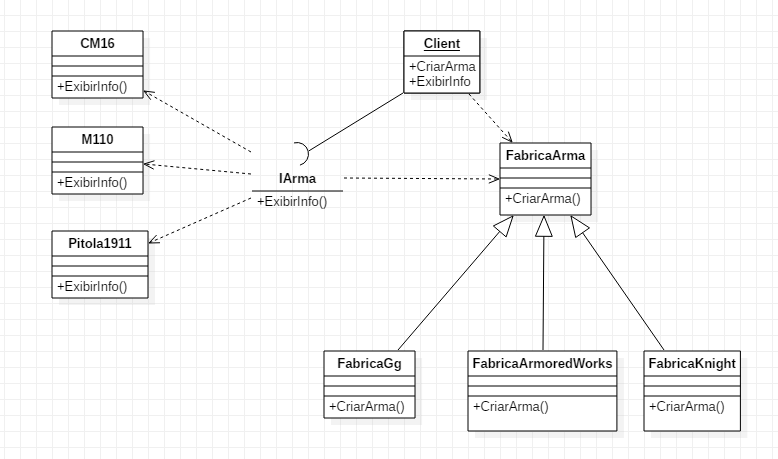 CM16
+ExibirInfo()
Client
+CriarArma
+ExibirInfo
M110
+ExibirInfo()
FabricaArma
+CriarArma()
IArma
+ExibirInfo()
Pitola1911
+ExibirInfo()
FabricaGg
+CriarArma()
FabricaArmoredWorks
+CriarArma()
FabricaKnight
+CriarArma()